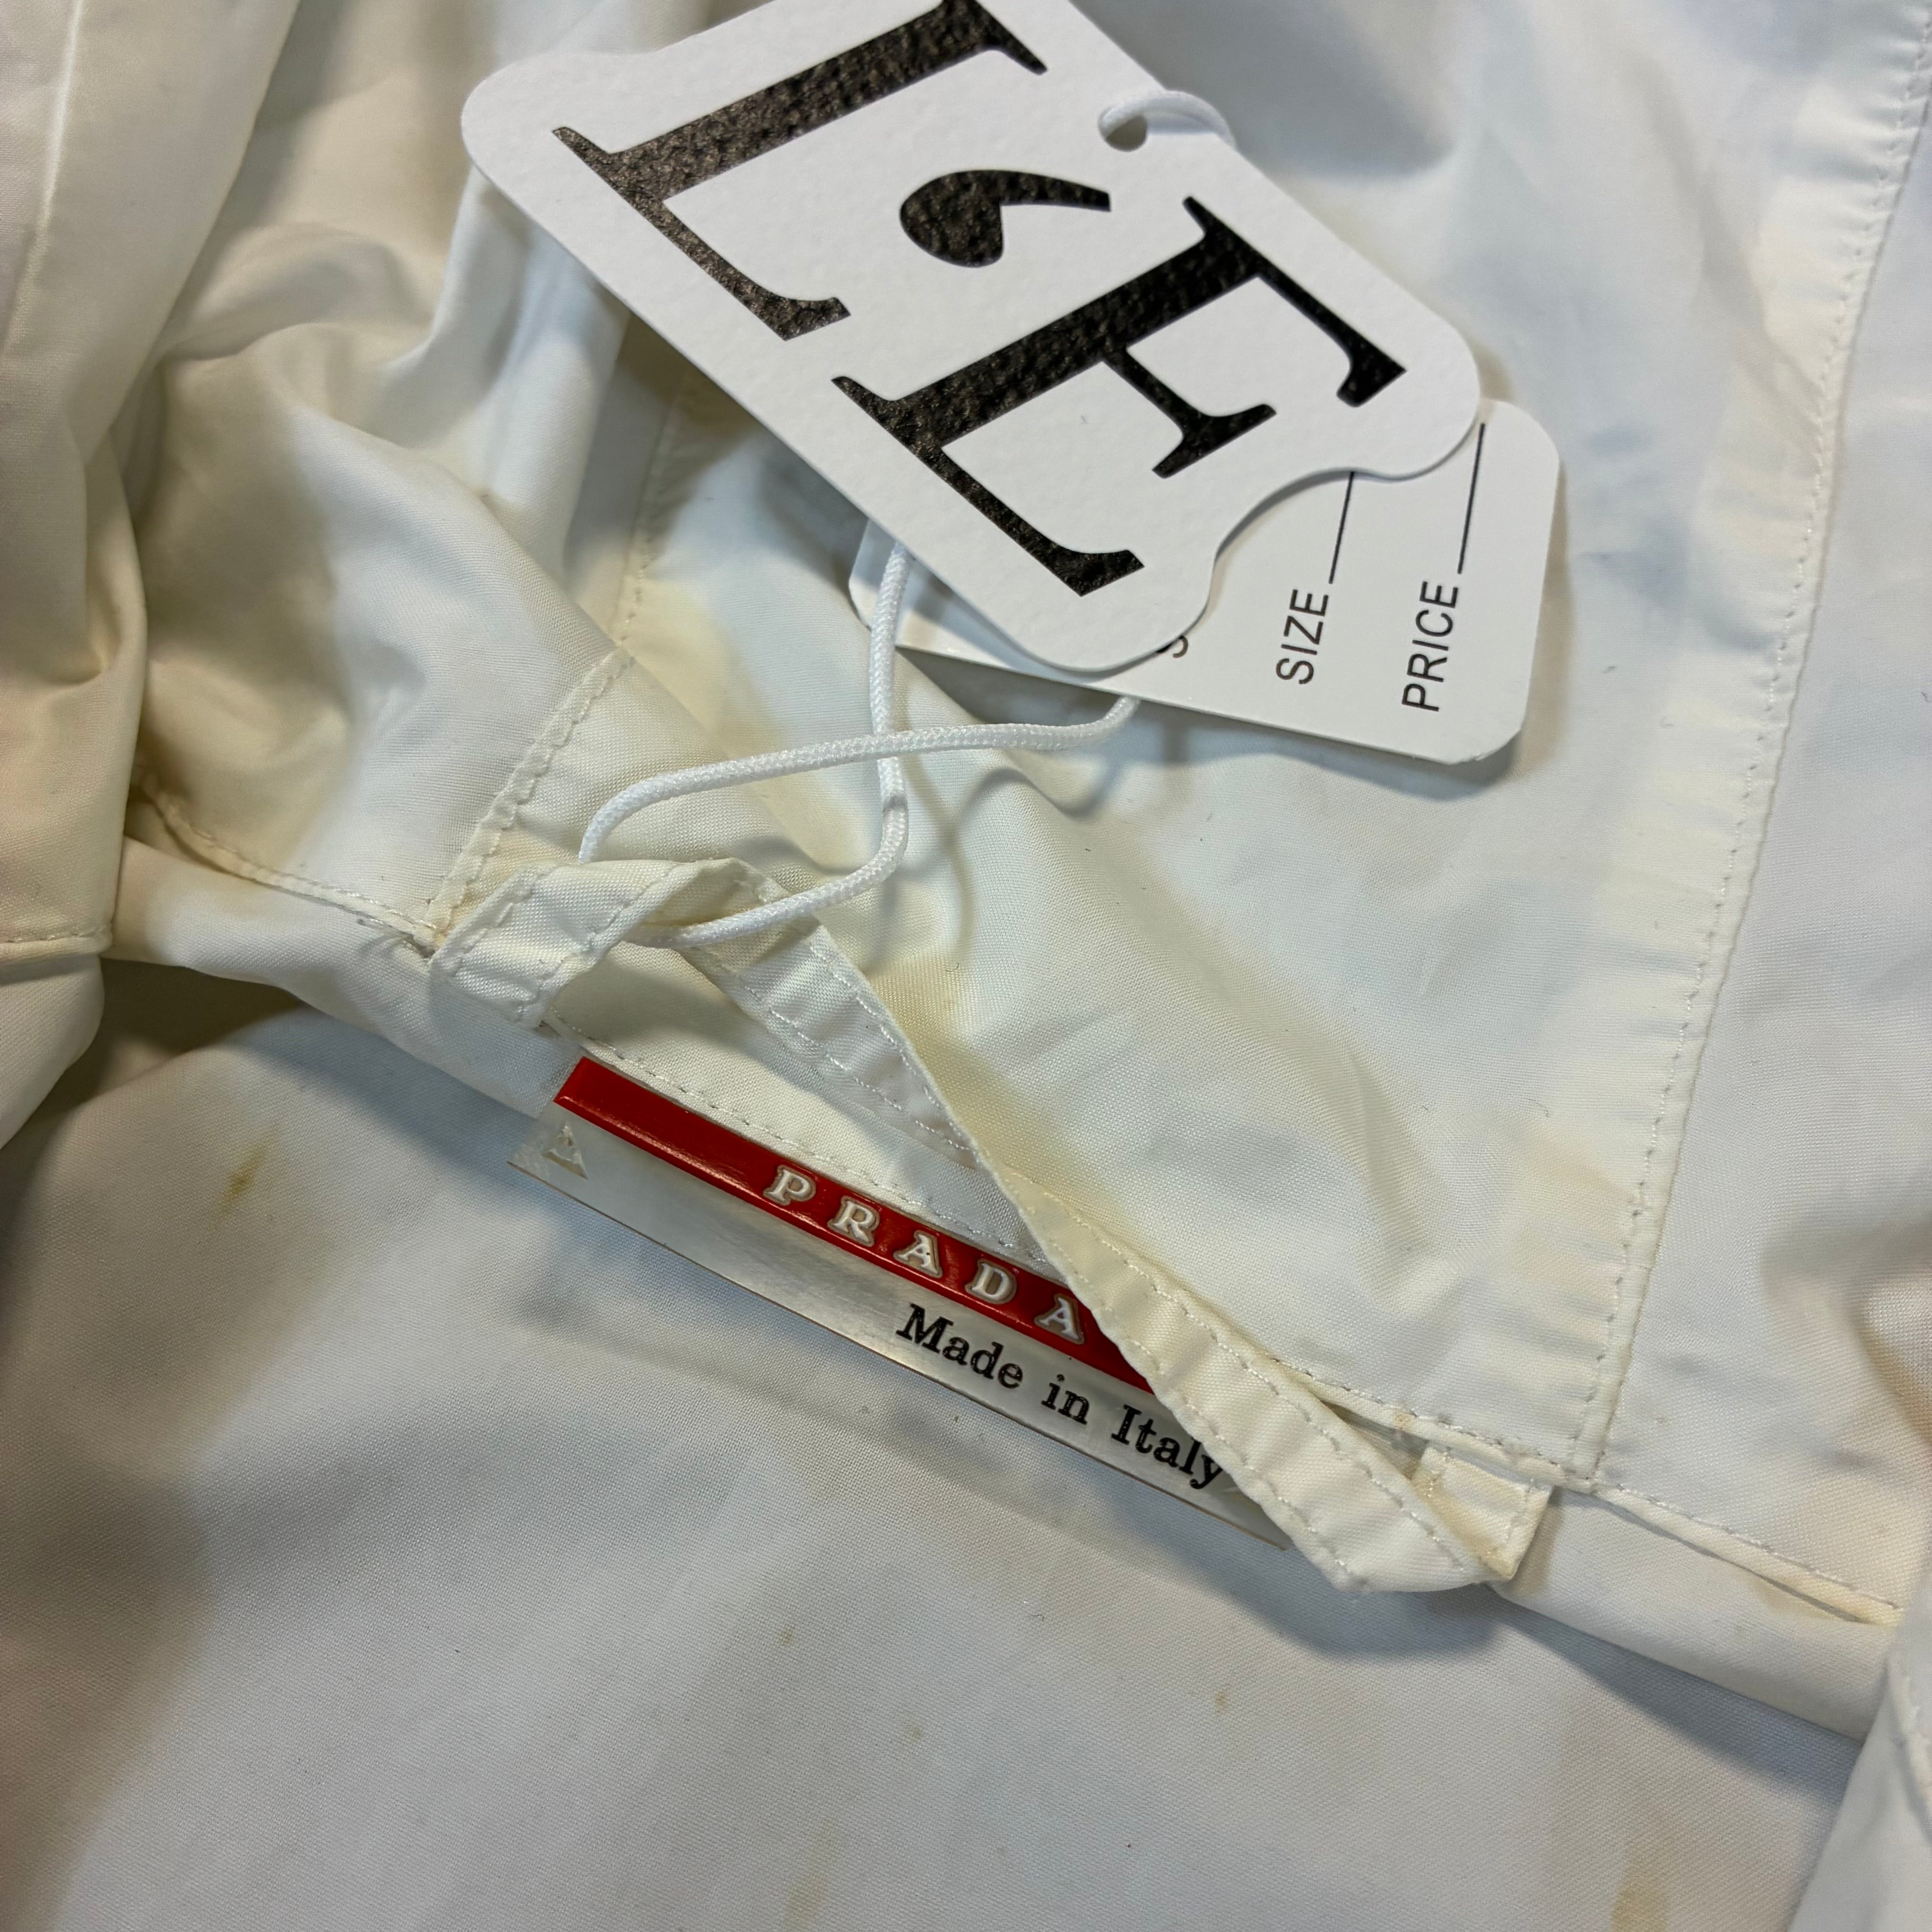 L'E
SIZE
PRICE
PRADA
Made in Italy